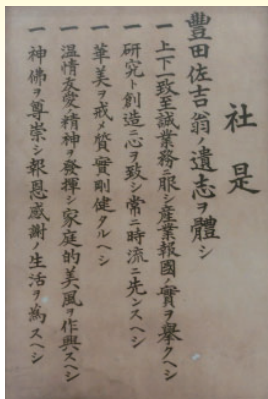 社是
豐田佐吉翁ノ遺志ヲ體シ
一 上下一致至誠業務ニ服シ産業報國ノ實ヲ擧クヘシ
一 研究ト創造ニ心ヲ致シ常ニ時流ニ先ンスヘシ
一 華美ヲ戒メ質實剛健タルヘシ
一 温情友愛ノ精神ヲ發揮シ家庭的美風ヲ作興スヘシ
一 神佛ヲ尊崇シ報恩感謝ノ生活ヲ爲スヘシ